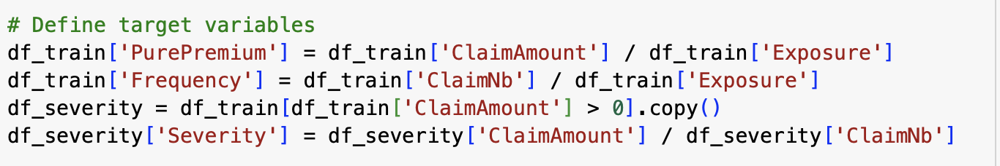 # Define target variables
df_train['PurePremium'] = df_train['ClaimAmount'] / df_train['Exposure']
df_train['Frequency'] = df_train['ClaimNb'] / df_train['Exposure']
df_severity = df_train[df_train['ClaimAmount'] > 0].copy()
df_severity['Severity'] = df_severity['ClaimAmount'] / df_severity['ClaimNb']